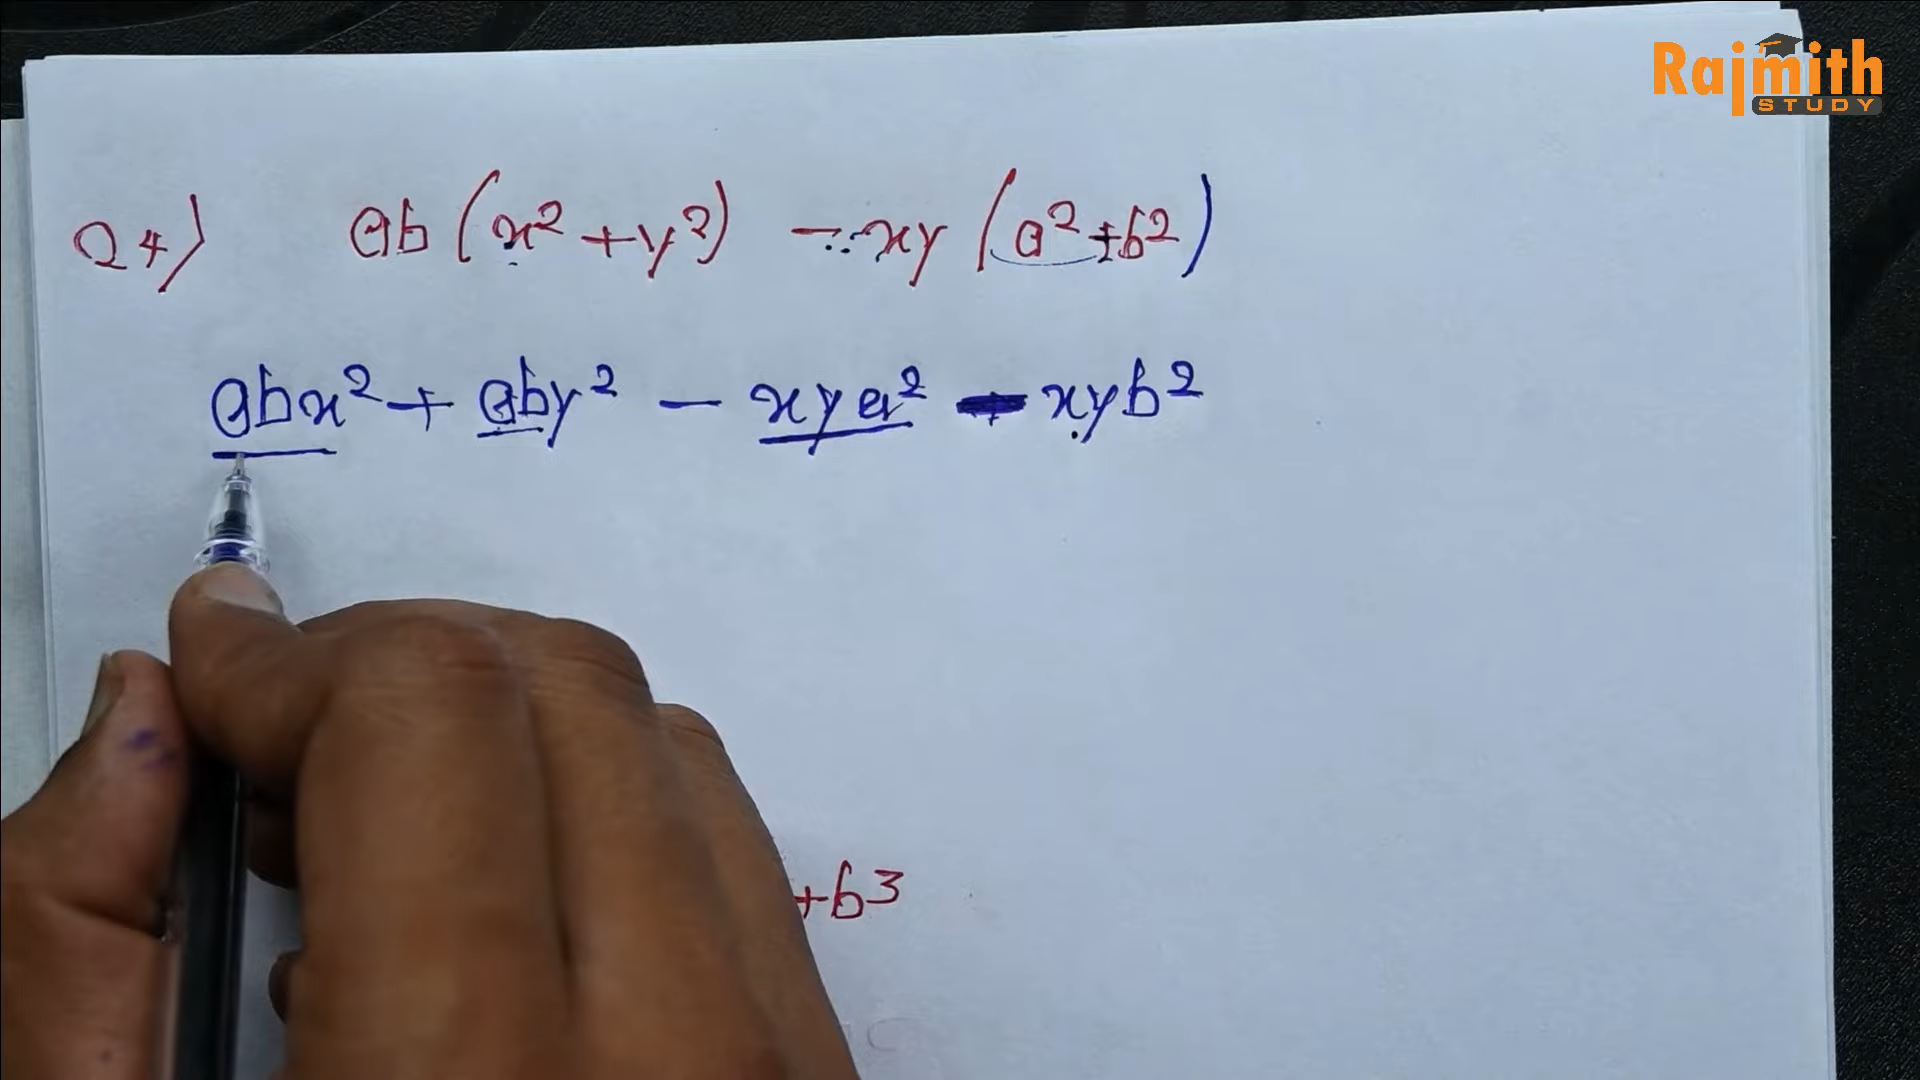 Rajmith
STUDY
Q4) ab(x²+y²) - xy(a²+b²)
abx² + aby² - xya² - xyb²
+b³